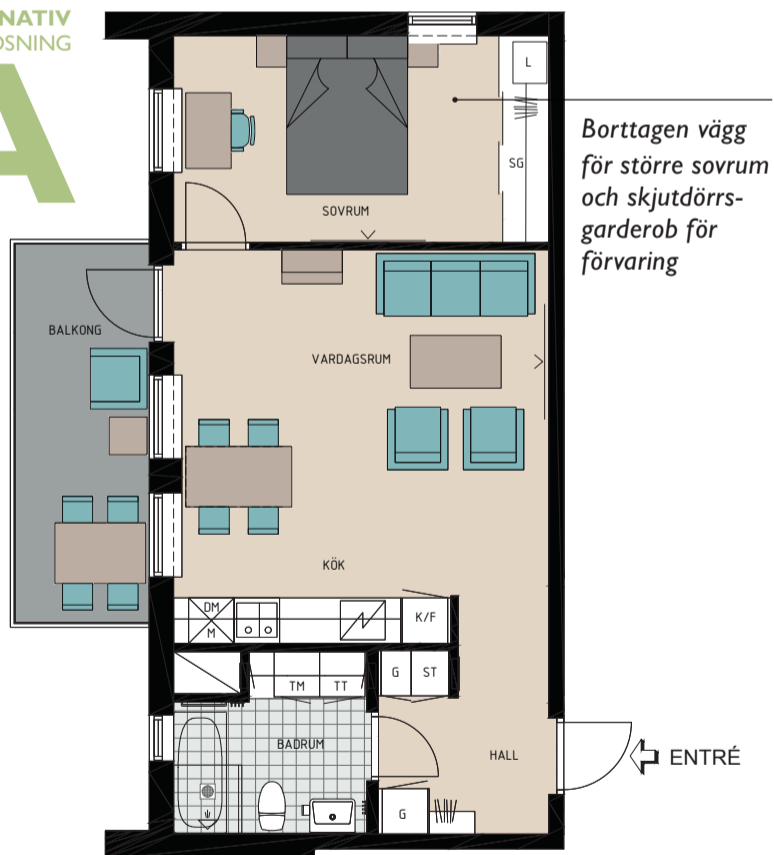 NATIV
ÖSNING
A
L
SG
SOVRUM
Borttagen vägg
för större sovrum
och skjutdörrs-
garderob för
förvaring
BALKONG
VARDAGSRUM
KÖK
DM
M
K/F
TM
TT
G
ST
BADRUM
HALL
ENTRÉ
G